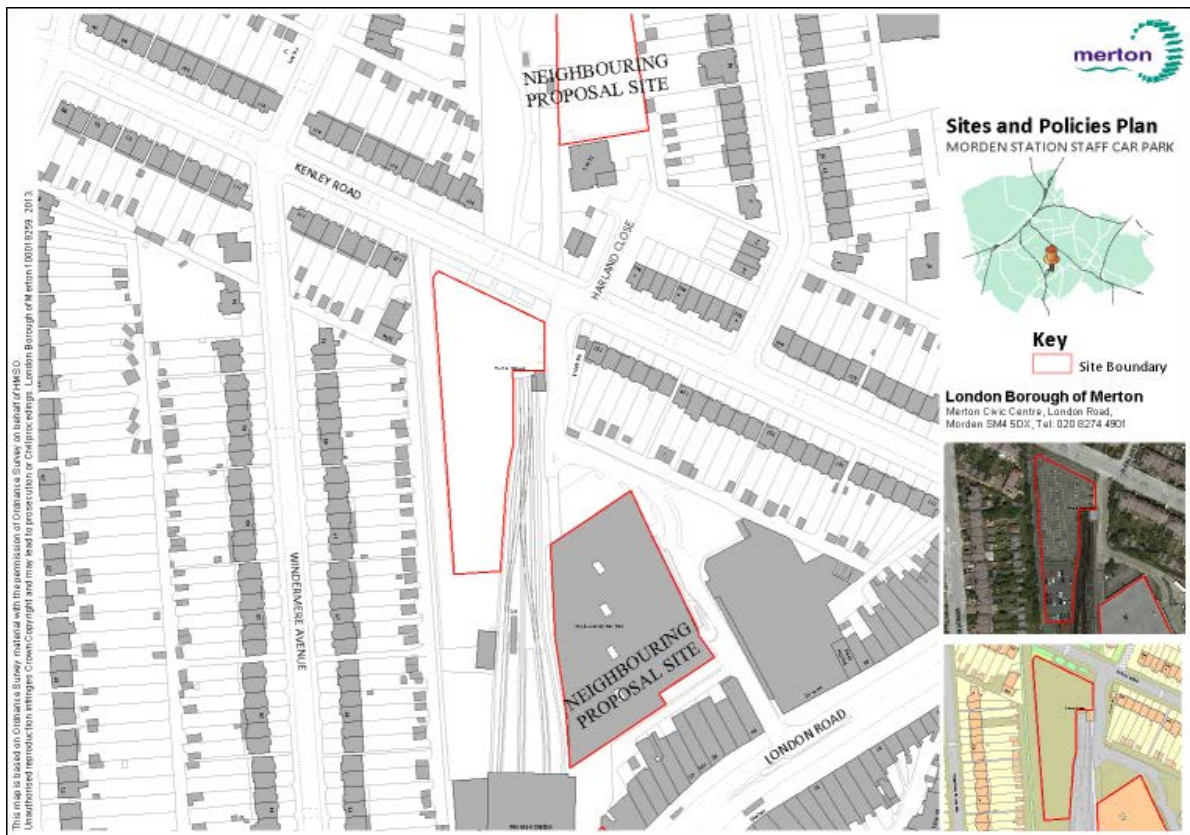 This map is based on Ordnance Survey material with the permission of Ordnance Survey on behalf of HMSO.
Unauthorised reproduction infringes Crown Copyright and may lead to prosecution or Civil procedings. London Borough of Merton 100019259. 2013.
NEIGHBOURING
PROPOSAL SITE
KENLEY ROAD
HARLAND CLOSE
WINDERMERE AVENUE
NEIGHBOURING
PROPOSAL SITE
LONDON ROAD
Morden Station
merton
Sites and Policies Plan
MORDEN STATION STAFF CAR PARK
Key
Site Boundary
London Borough of Merton
Merton Civic Centre, London Road,
Morden SM4 5DX, Tel: 020 8274 4901